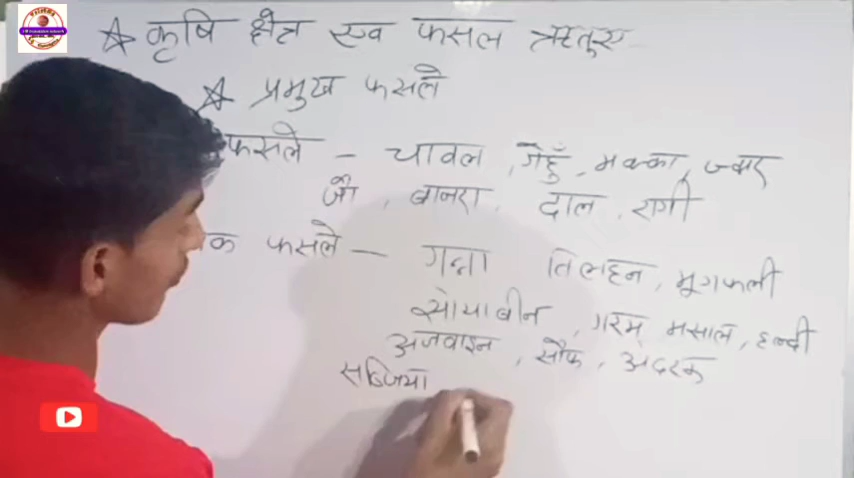 ☆ कृषि क्षेत्र एव फसल ऋतुए
☆ प्रमुख फसले
फसले - चावल, गेहुँ, मक्का, ज्वार
जौ, बाजरा, दाल, रागी
क फसले - गन्ना तिलहन, मूगफली
सोयाबीन, गरम मसाल, हल्दी
अजवाइन, सौफ, अदरक
सब्जिया